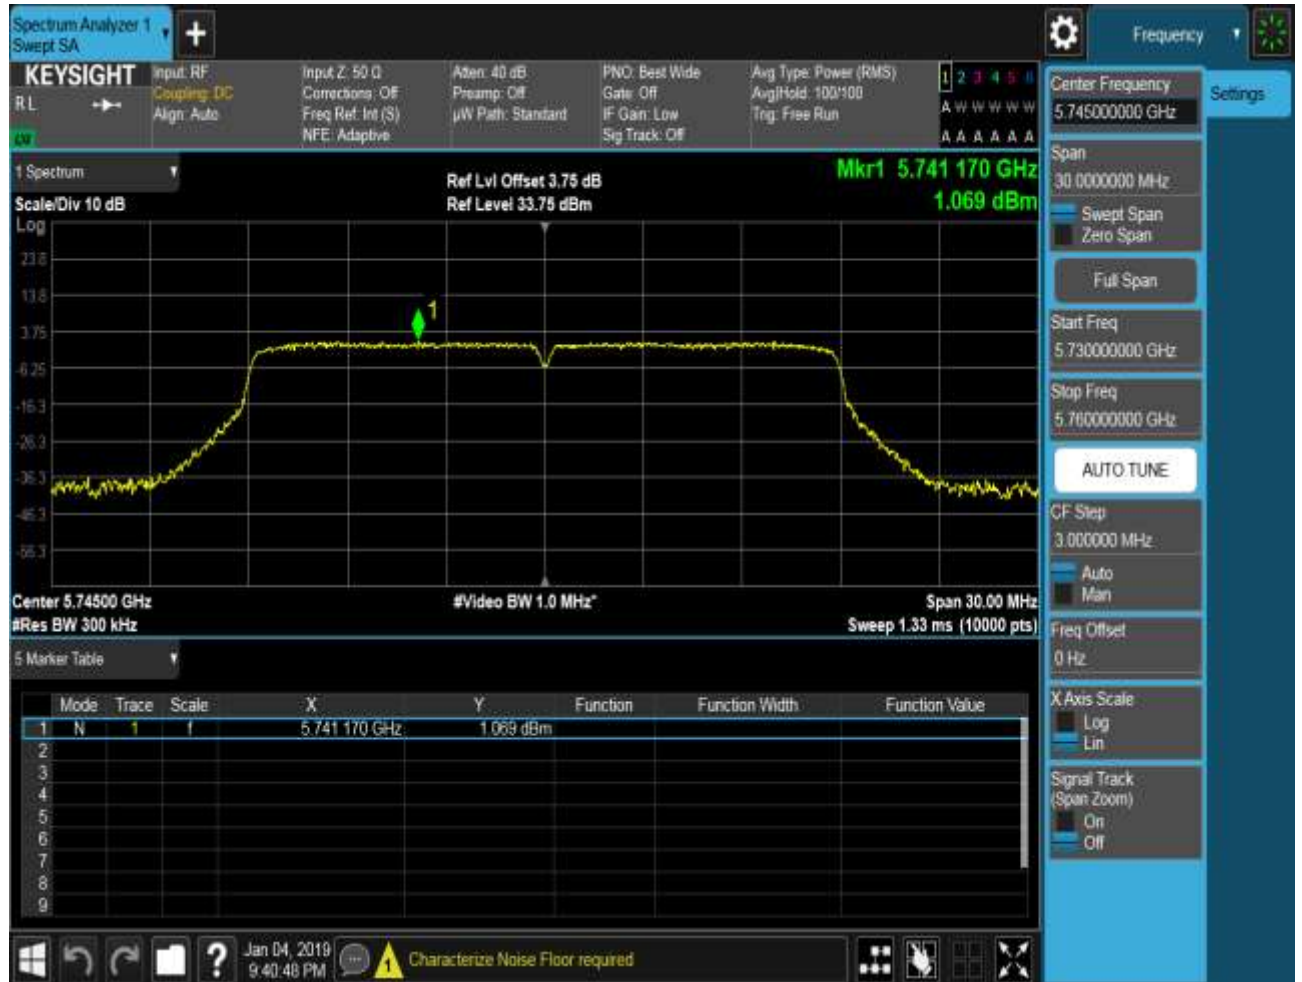 Spectrum Analyzer 1
Swept SA
Frequency
KEYSIGHT
R L
Input: RF
Coupling: DC
Align: Auto
Input Z: 50 Ω
Corrections: Off
Freq Ref: Int (S)
NFE: Adaptive
Atten: 40 dB
Preamp: Off
µW Path: Standard
PNO: Best Wide
Gate: Off
IF Gain: Low
Sig Track: Off
Avg Type: Power (RMS)
Avg|Hold: 100/100
Trig: Free Run
1 2 3 4 5 6
A W W W W W
A A A A A A
1 Spectrum
Scale/Div 10 dB
Ref Lvl Offset 3.75 dB
Ref Level 33.75 dBm
Mkr1 5.741 170 GHz
1.069 dBm
Log
23.8
13.8
3.75
-6.25
-16.3
-26.3
-36.3
-46.3
-56.3
1
Center 5.74500 GHz
#Res BW 300 kHz
#Video BW 1.0 MHz*
Span 30.00 MHz
Sweep 1.33 ms (10000 pts)
5 Marker Table
Mode Trace Scale X Y Function Function Width Function Value
1 N 1 f 5.741 170 GHz 1.069 dBm
2
3
4
5
6
7
8
9
Jan 04, 2019
9:40:48 PM
Characterize Noise Floor required
Center Frequency
5.745000000 GHz
Settings
Span
30.0000000 MHz
Swept Span
Zero Span
Full Span
Start Freq
5.730000000 GHz
Stop Freq
5.760000000 GHz
AUTO TUNE
CF Step
3.000000 MHz
Auto
Man
Freq Offset
0 Hz
X Axis Scale
Log
Lin
Signal Track
(Span Zoom)
On
Off